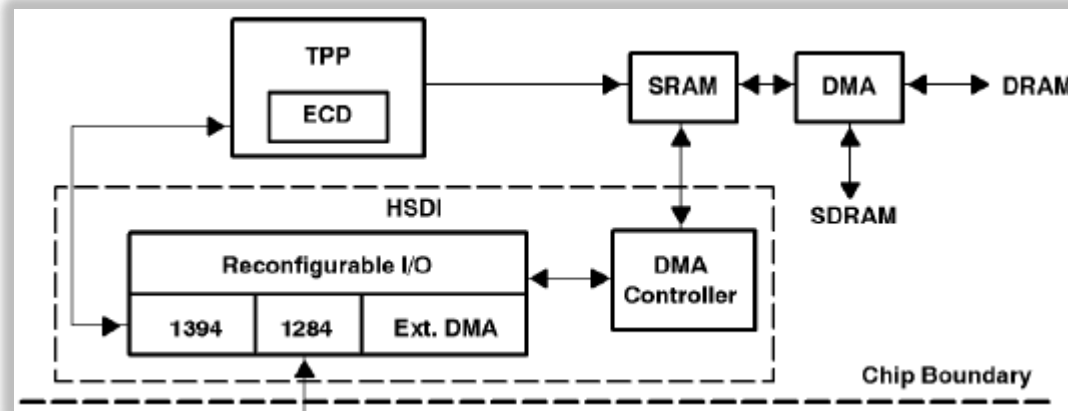 TPP
ECD
SRAM
DMA
DRAM
SDRAM
HSDI
Reconfigurable I/O
1394
1284
Ext. DMA
DMA
Controller
Chip Boundary